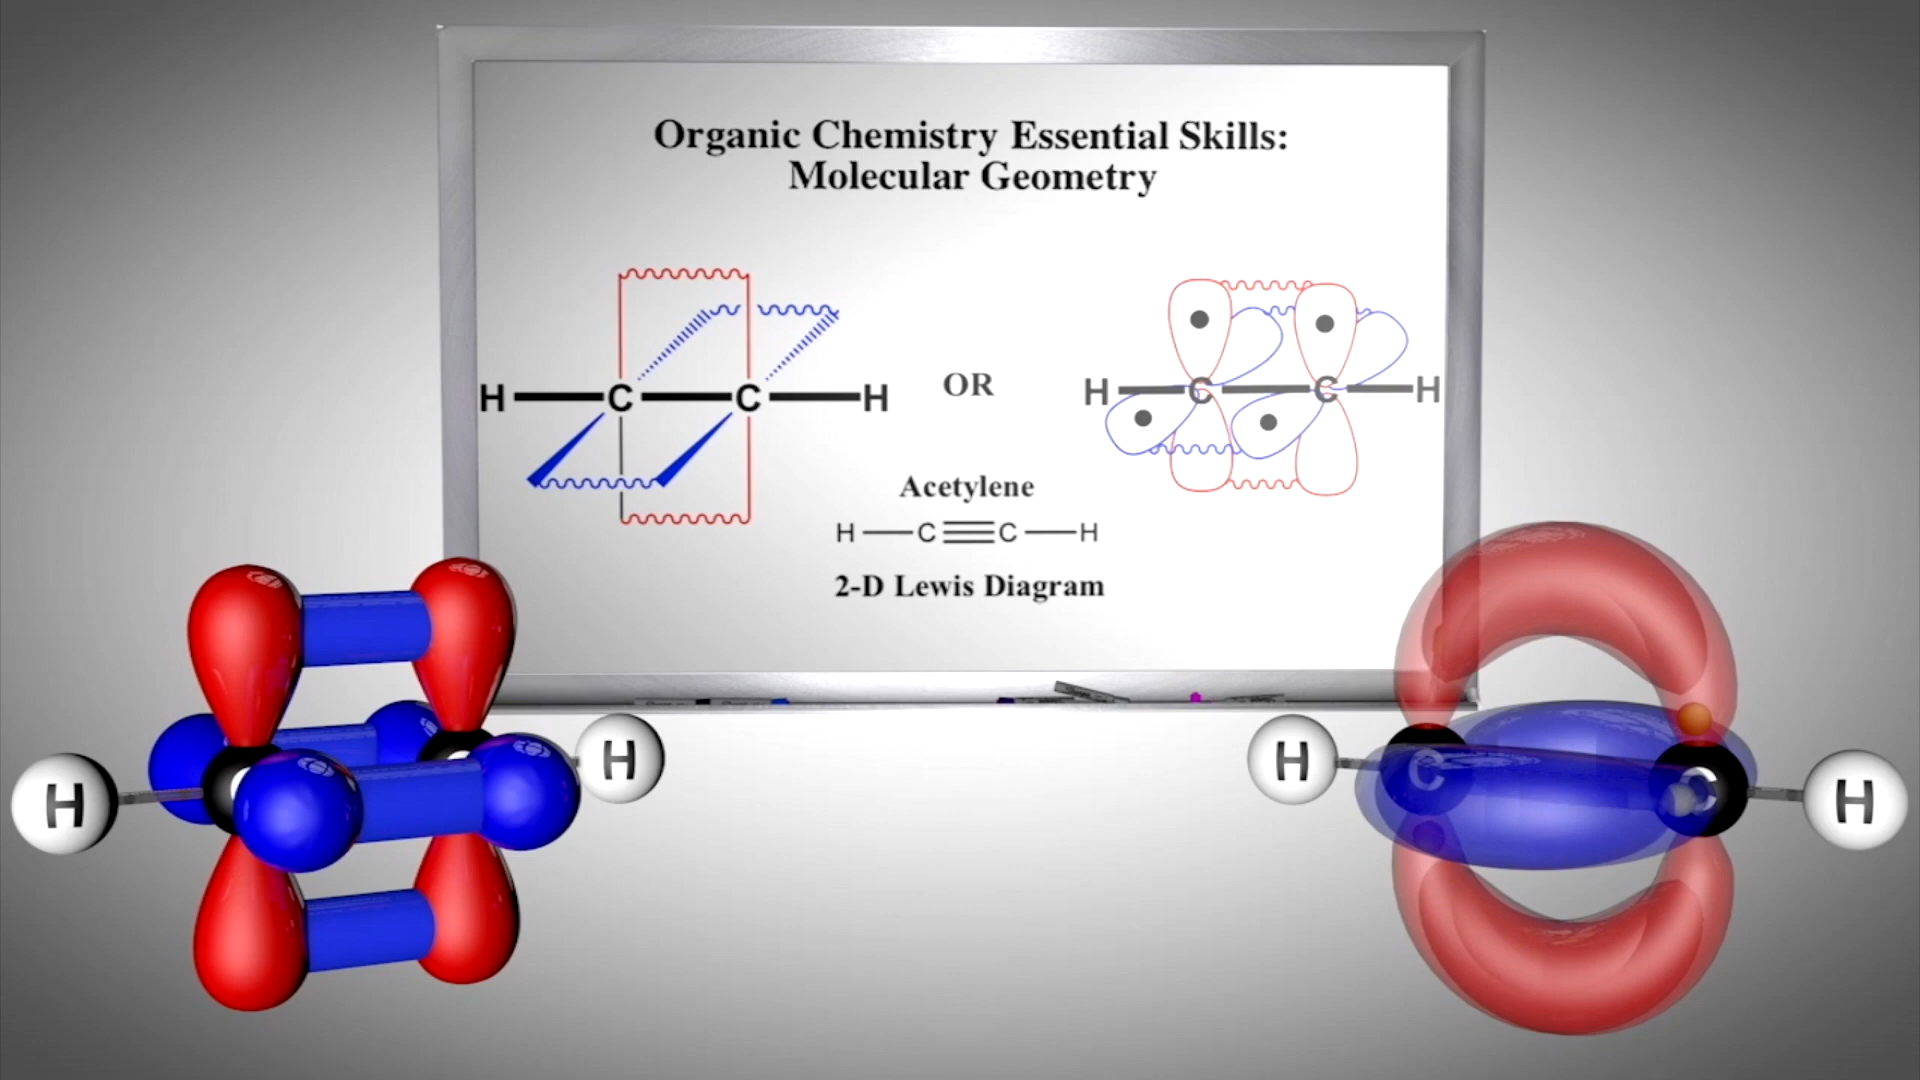 Organic Chemistry Essential Skills:
Molecular Geometry
H C C H
OR
H C C H
Acetylene
H C C H
2-D Lewis Diagram
H C H
H C C H